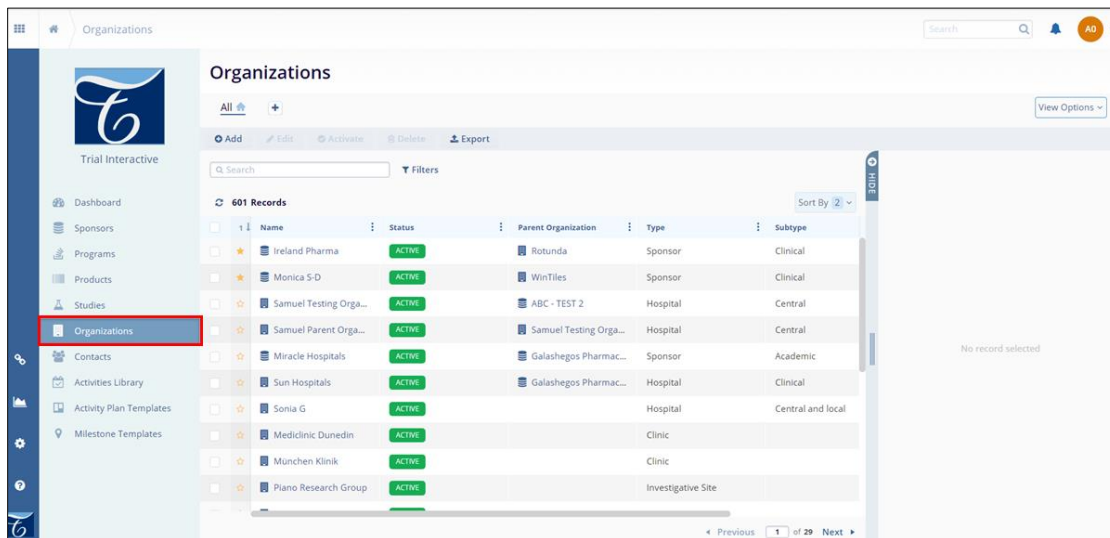 Organizations
Search
AO
Trial Interactive
Dashboard
Sponsors
Programs
Products
Studies
Organizations
Contacts
Activities Library
Activity Plan Templates
Milestone Templates
Organizations
All
View Options
Add Edit Activate Delete Export
Search Filters
HIDE
601 Records Sort By 2
1 Name Status Parent Organization Type Subtype
Ireland Pharma ACTIVE Rotunda Sponsor Clinical
Monica S-D ACTIVE WinTiles Sponsor Clinical
Samuel Testing Orga... ACTIVE ABC - TEST 2 Hospital Central
Samuel Parent Orga... ACTIVE Samuel Testing Orga... Hospital Central
Miracle Hospitals ACTIVE Galashegos Pharmac... Sponsor Academic
Sun Hospitals ACTIVE Galashegos Pharmac... Hospital Clinical
Sonia G ACTIVE Hospital Central and local
Mediclinic Dunedin ACTIVE Clinic
Munchen Klinik ACTIVE Clinic
Piano Research Group ACTIVE Investigative Site
No record selected
Previous 1 of 29 Next